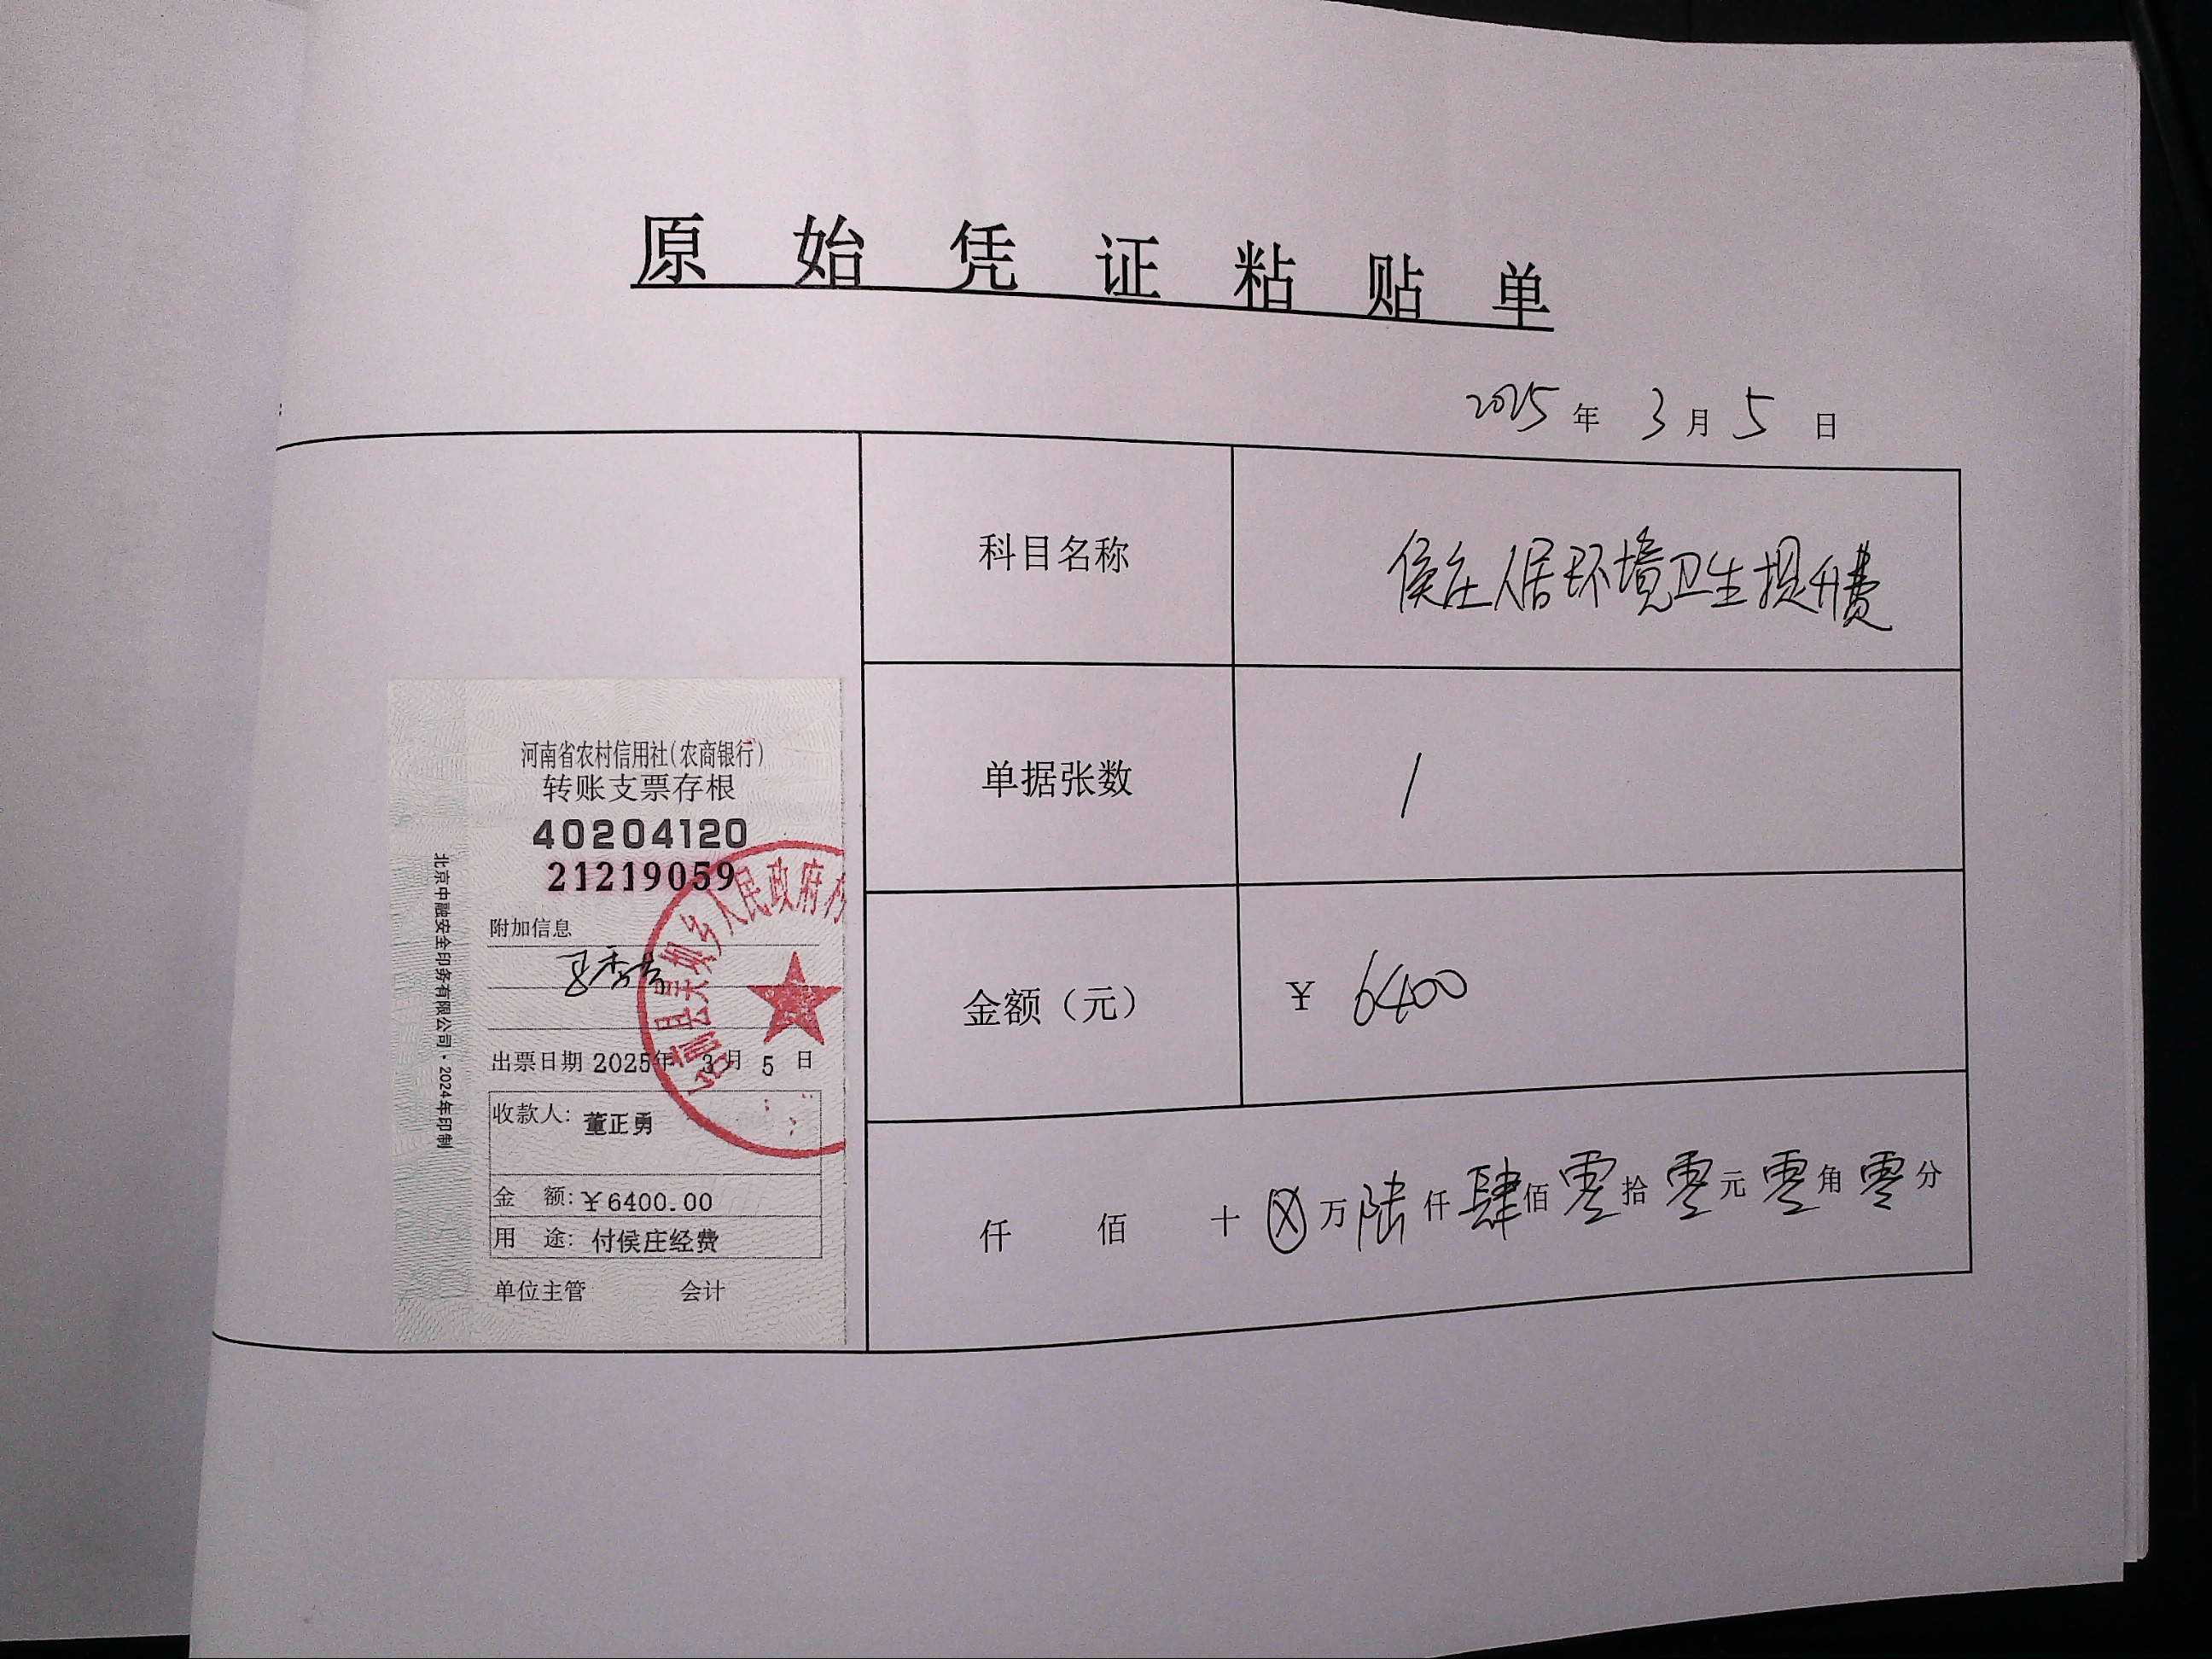 原始凭证粘贴单
2025年3月5日
科目名称 侯庄人居环境卫生提升费
单据张数 1
金额（元） ￥ 6400
仟 佰 十 ⊗ 万 陆 仟 肆 佰 零 拾 零 元 零 角 零 分
河南省农村信用社(农商银行)
转账支票存根
40204120
21219059
附加信息
出票日期 2025年 3月 5 日
收款人: 董正勇
金 额: ￥6400.00
用 途: 付侯庄经费
单位主管 会计
北京中融安全印务有限公司·2024年印制
乡人民政府